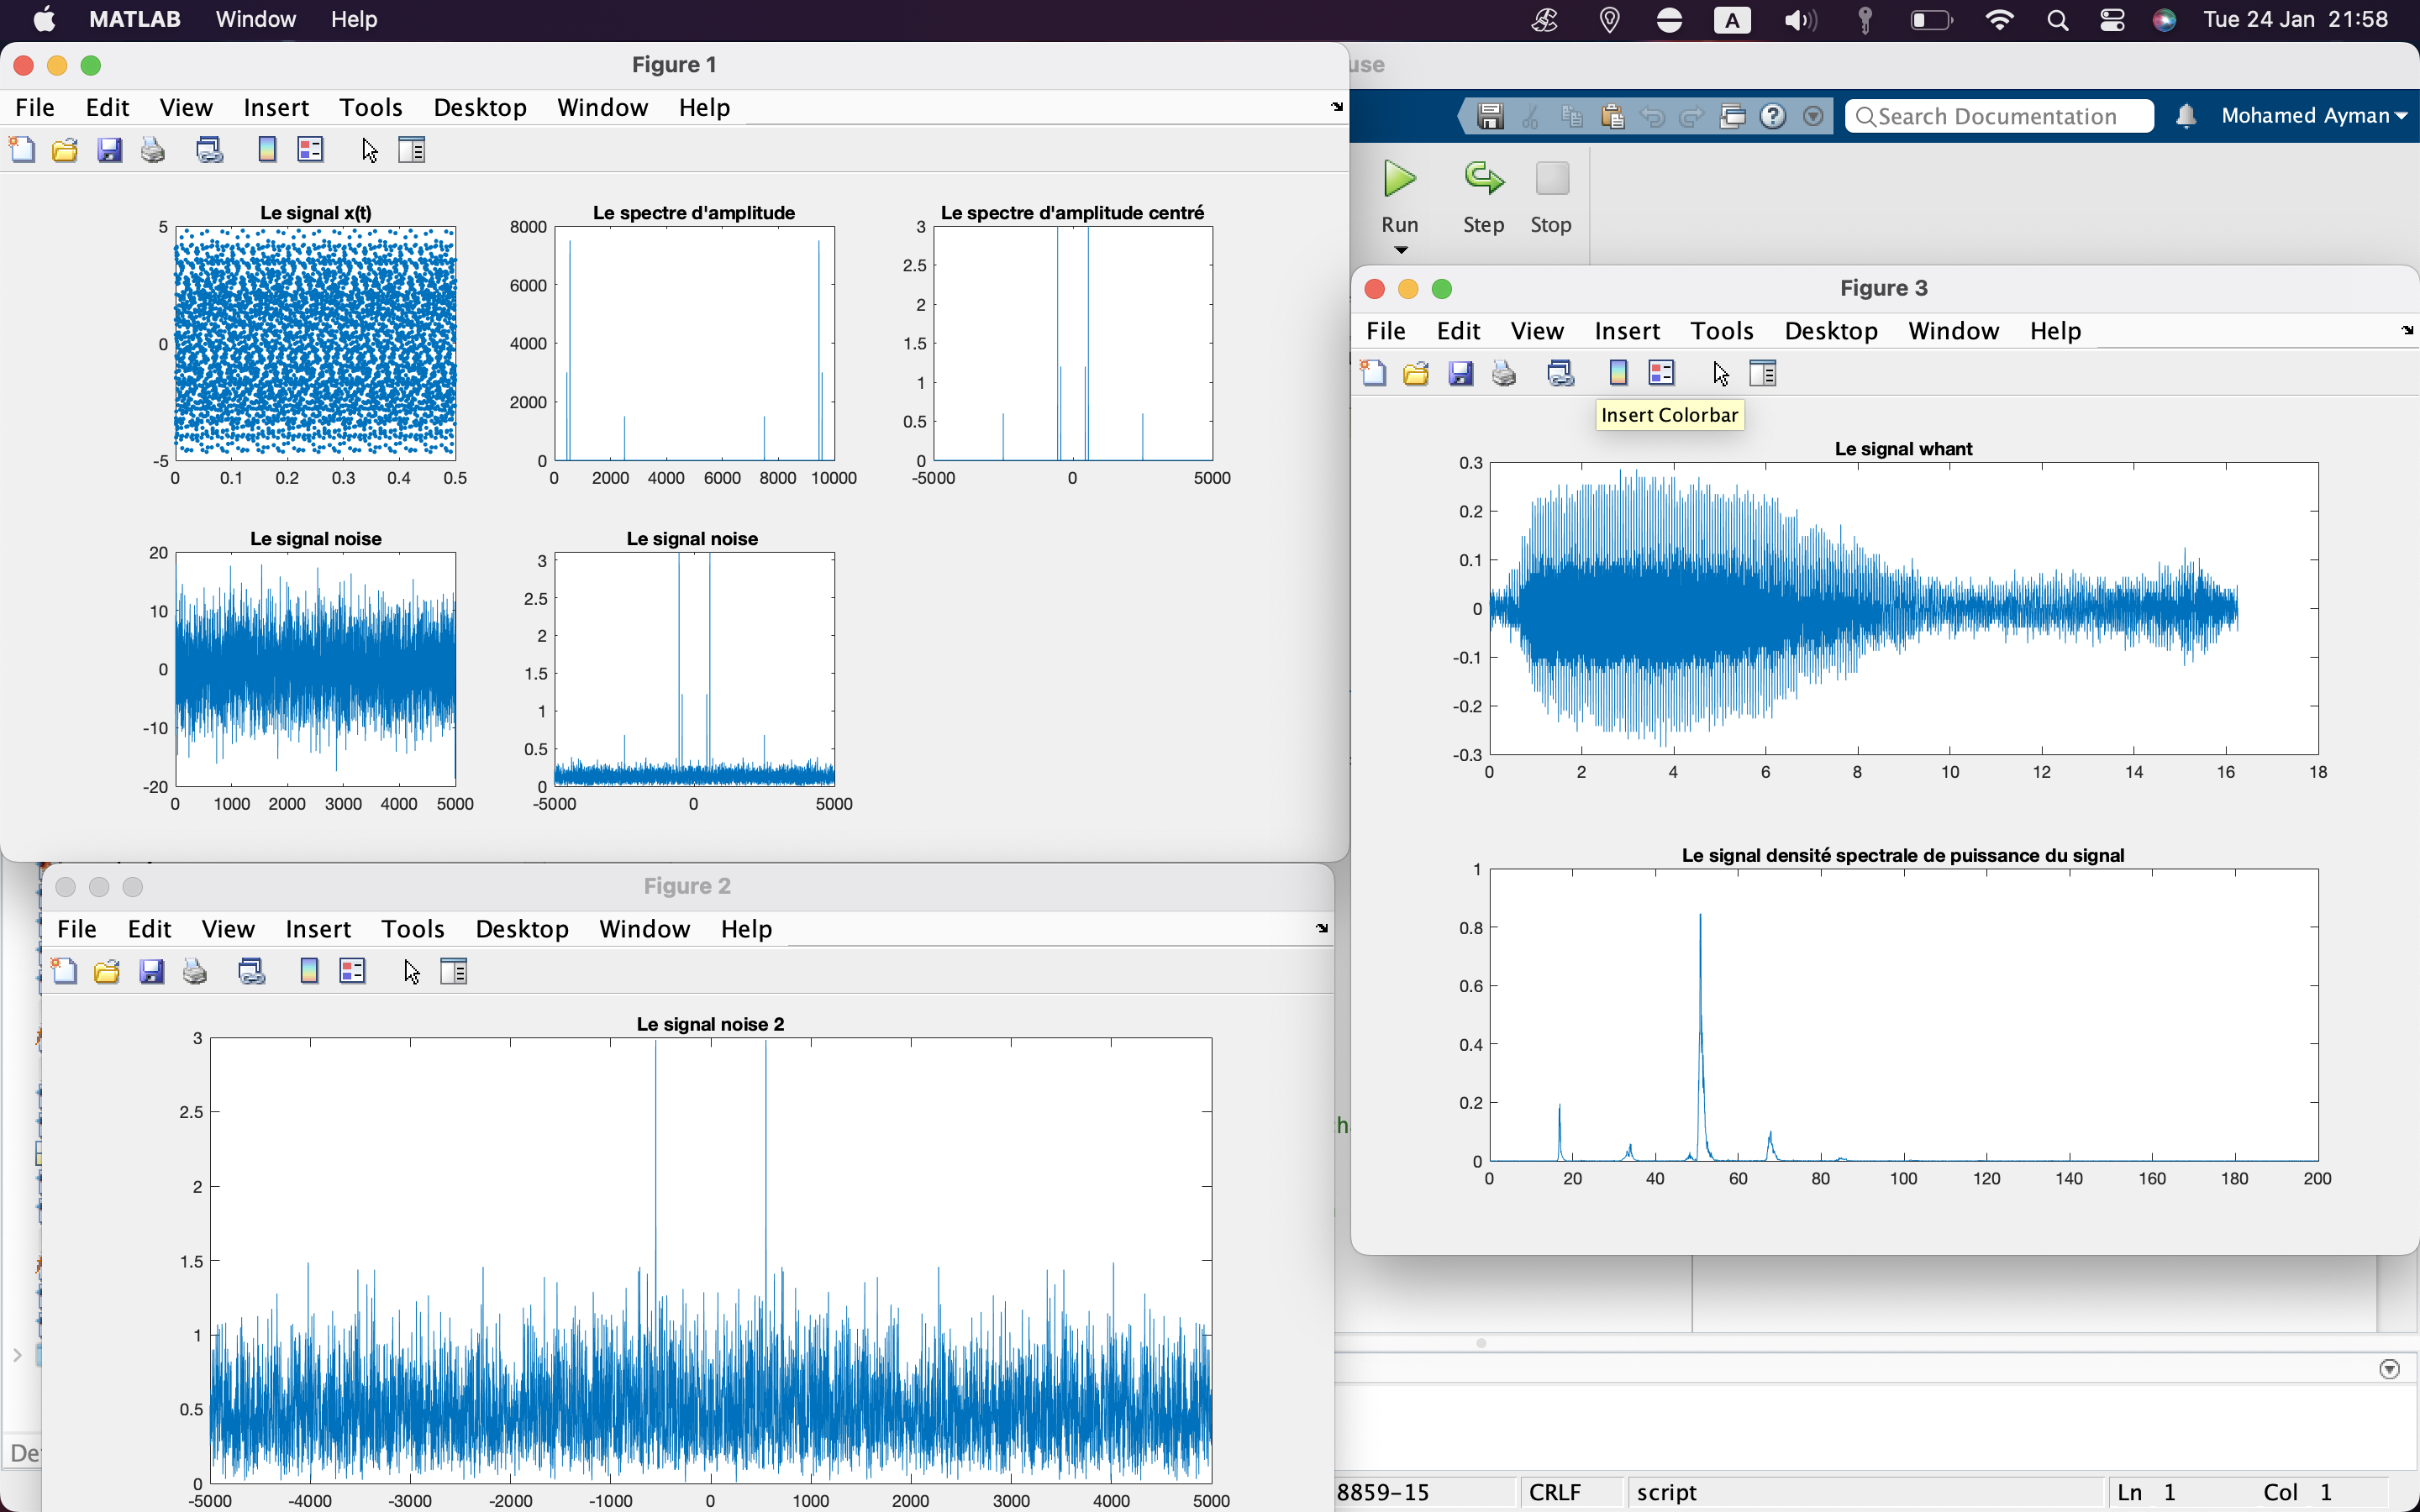 MATLAB Window Help
A
Tue 24 Jan 21:58
Figure 1
use
File Edit View Insert Tools Desktop Window Help
Search Documentation
Mohamed Ayman
Run
Step
Stop
Le signal x(t)
5
0
-5
0 0.1 0.2 0.3 0.4 0.5
Le spectre d'amplitude
8000
6000
4000
2000
0
0 2000 4000 6000 8000 10000
Le spectre d'amplitude centré
3
2.5
2
1.5
1
0.5
0
-5000 0 5000
Le signal noise
20
10
0
-10
-20
0 1000 2000 3000 4000 5000
Le signal noise
3
2.5
2
1.5
1
0.5
0
-5000 0 5000
Figure 3
File Edit View Insert Tools Desktop Window Help
Insert Colorbar
Le signal whant
0.3
0.2
0.1
0
-0.1
-0.2
-0.3
0 2 4 6 8 10 12 14 16 18
Le signal densité spectrale de puissance du signal
1
0.8
0.6
0.4
0.2
0
0 20 40 60 80 100 120 140 160 180 200
Figure 2
File Edit View Insert Tools Desktop Window Help
Le signal noise 2
3
2.5
2
1.5
1
0.5
0
-5000 -4000 -3000 -2000 -1000 0 1000 2000 3000 4000 5000
8859-15
CRLF
script
Ln 1
Col 1